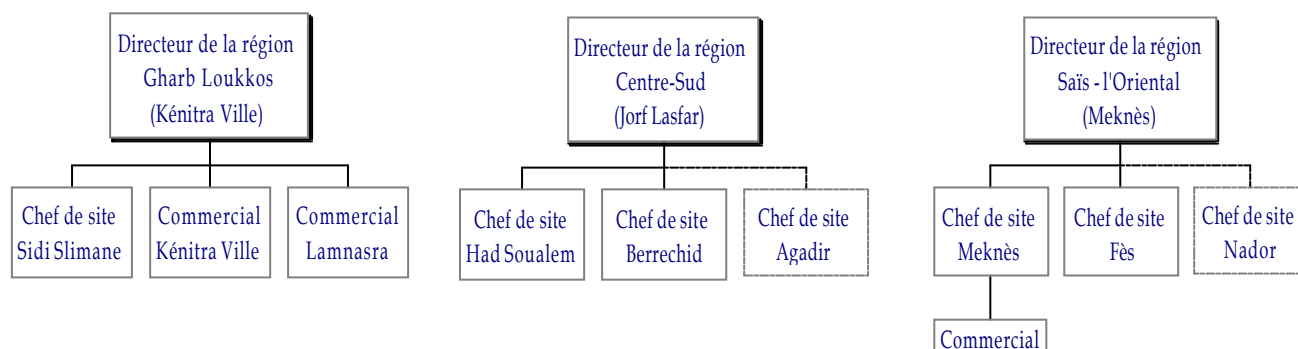 Directeur de la région
Gharb Loukkos
(Kénitra Ville)
Chef de site
Sidi Slimane
Commercial
Kénitra Ville
Commercial
Lamnasra
Directeur de la région
Centre-Sud
(Jorf Lasfar)
Chef de site
Had Soualem
Chef de site
Berrechid
Chef de site
Agadir
Directeur de la région
Saïs - l'Oriental
(Meknès)
Chef de site
Meknès
Chef de site
Fès
Chef de site
Nador
Commercial